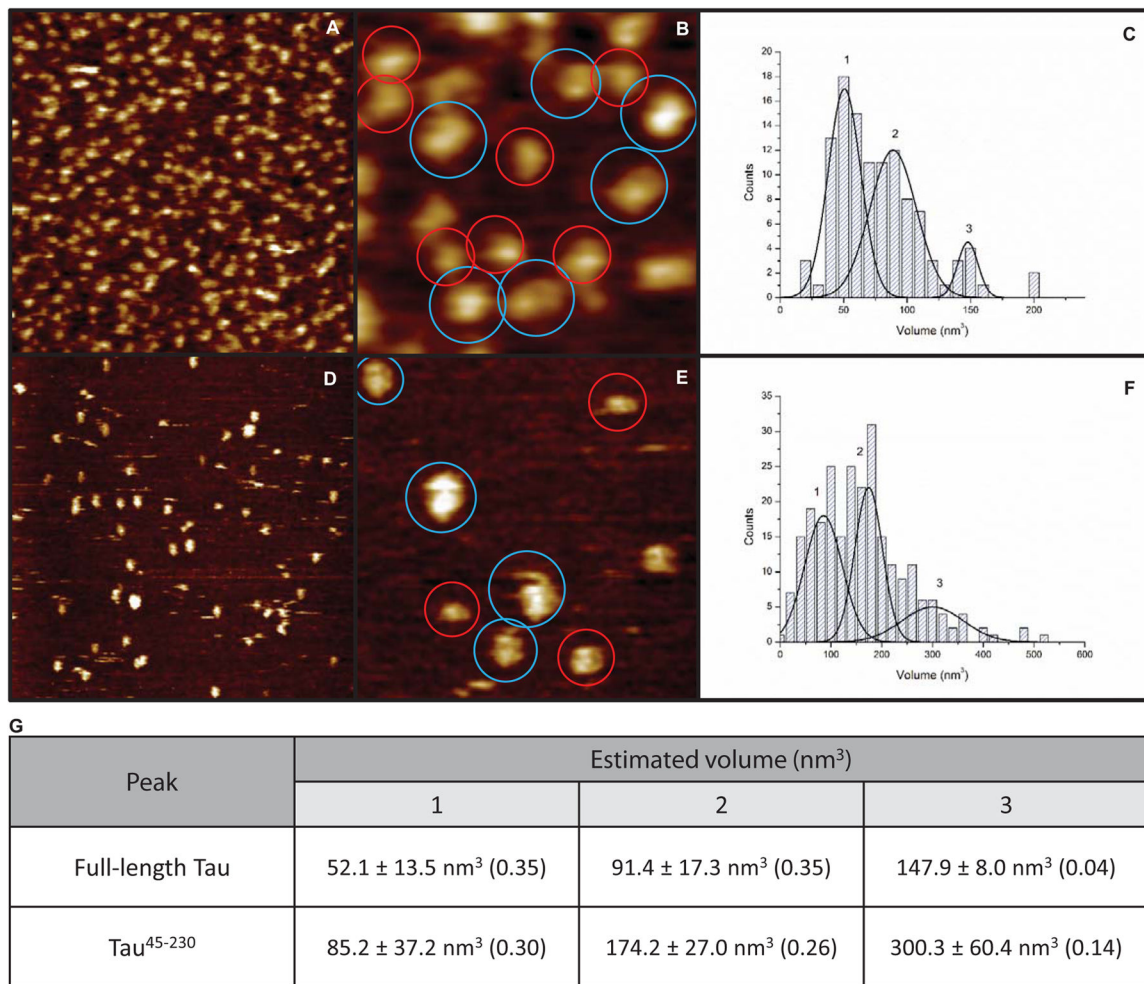 A
B
C
20
18
16
14
12
10
8
6
4
2
0
Counts
1
2
3
0 50 100 150 200
Volume (nm³)
D
E
F
35
30
25
20
15
10
5
0
Counts
1
2
3
0 100 200 300 400 500 600
Volume (nm³)
G
Peak
Estimated volume (nm³)
1 2 3
Full-length Tau 52.1 ± 13.5 nm³ (0.35) 91.4 ± 17.3 nm³ (0.35) 147.9 ± 8.0 nm³ (0.04)
Tau⁴⁵⁻²³⁰ 85.2 ± 37.2 nm³ (0.30) 174.2 ± 27.0 nm³ (0.26) 300.3 ± 60.4 nm³ (0.14)